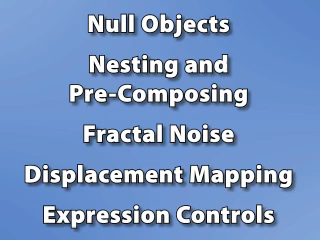 Null Objects
Nesting and
Pre-Composing
Fractal Noise
Displacement Mapping
Expression Controls